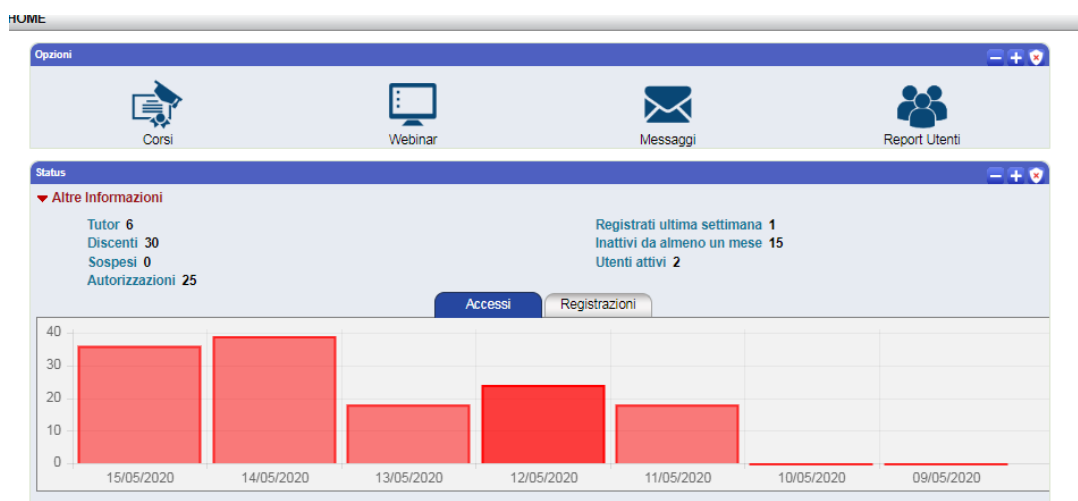 HOME
Opzioni
Corsi Webinar Messaggi Report Utenti
Status
Altre Informazioni
Tutor 6 Registrati ultima settimana 1
Discenti 30 Inattivi da almeno un mese 15
Sospesi 0 Utenti attivi 2
Autorizzazioni 25
Accessi Registrazioni
40
30
20
10
0
15/05/2020 14/05/2020 13/05/2020 12/05/2020 11/05/2020 10/05/2020 09/05/2020